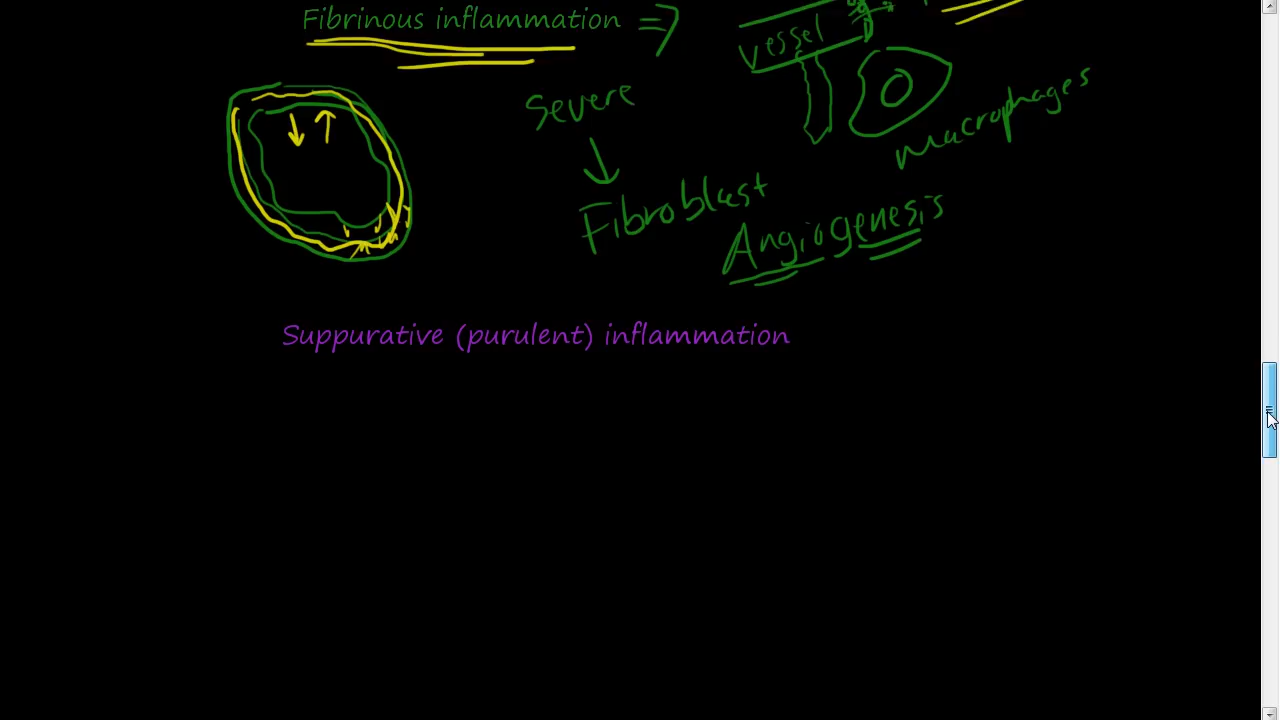 Fibrinous inflammation =>
vessel
Severe
Macrophages
Fibroblast
Angiogenesis
Suppurative (purulent) inflammation